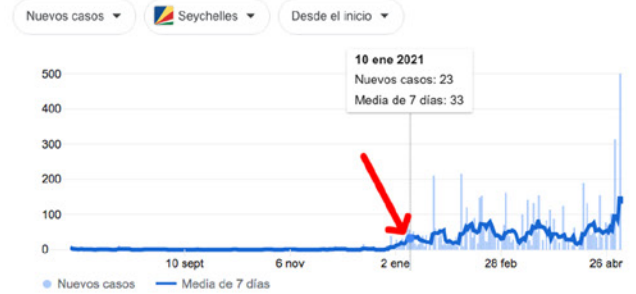 Nuevos casos Seychelles Desde el inicio
10 ene 2021
Nuevos casos: 23
Media de 7 días: 33
500
400
300
200
100
0
10 sept 6 nov 2 ene 28 feb 26 abr
Nuevos casos Media de 7 días